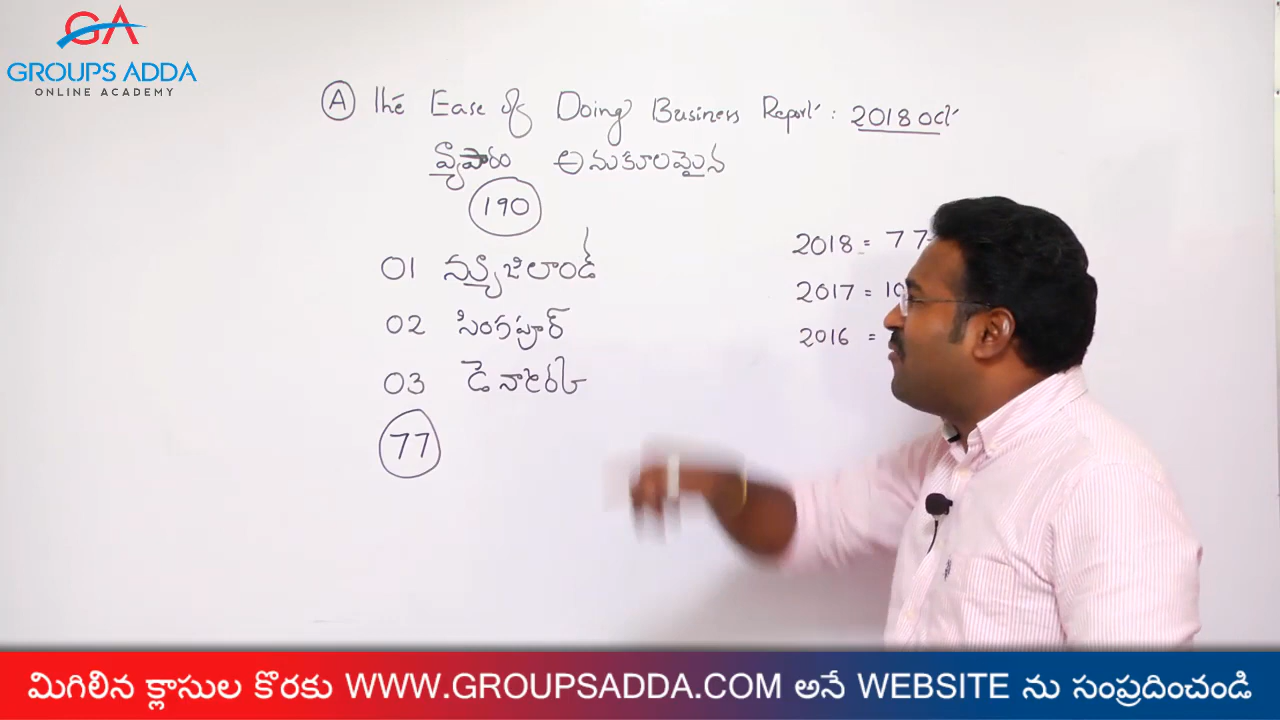 GA
GROUPS ADDA
ONLINE ACADEMY
A The Ease of Doing Business Report : 2018 Oct
వ్యాపారం అనుకూలమైన
190
01 న్యూజిలాండ్
02 సింగపూర్
03 డెన్మార్క్
77
2018 = 77
2017 = 10
2016 =
మిగిలిన క్లాసుల కొరకు WWW.GROUPSADDA.COM అనే WEBSITE ను సంప్రదించండి